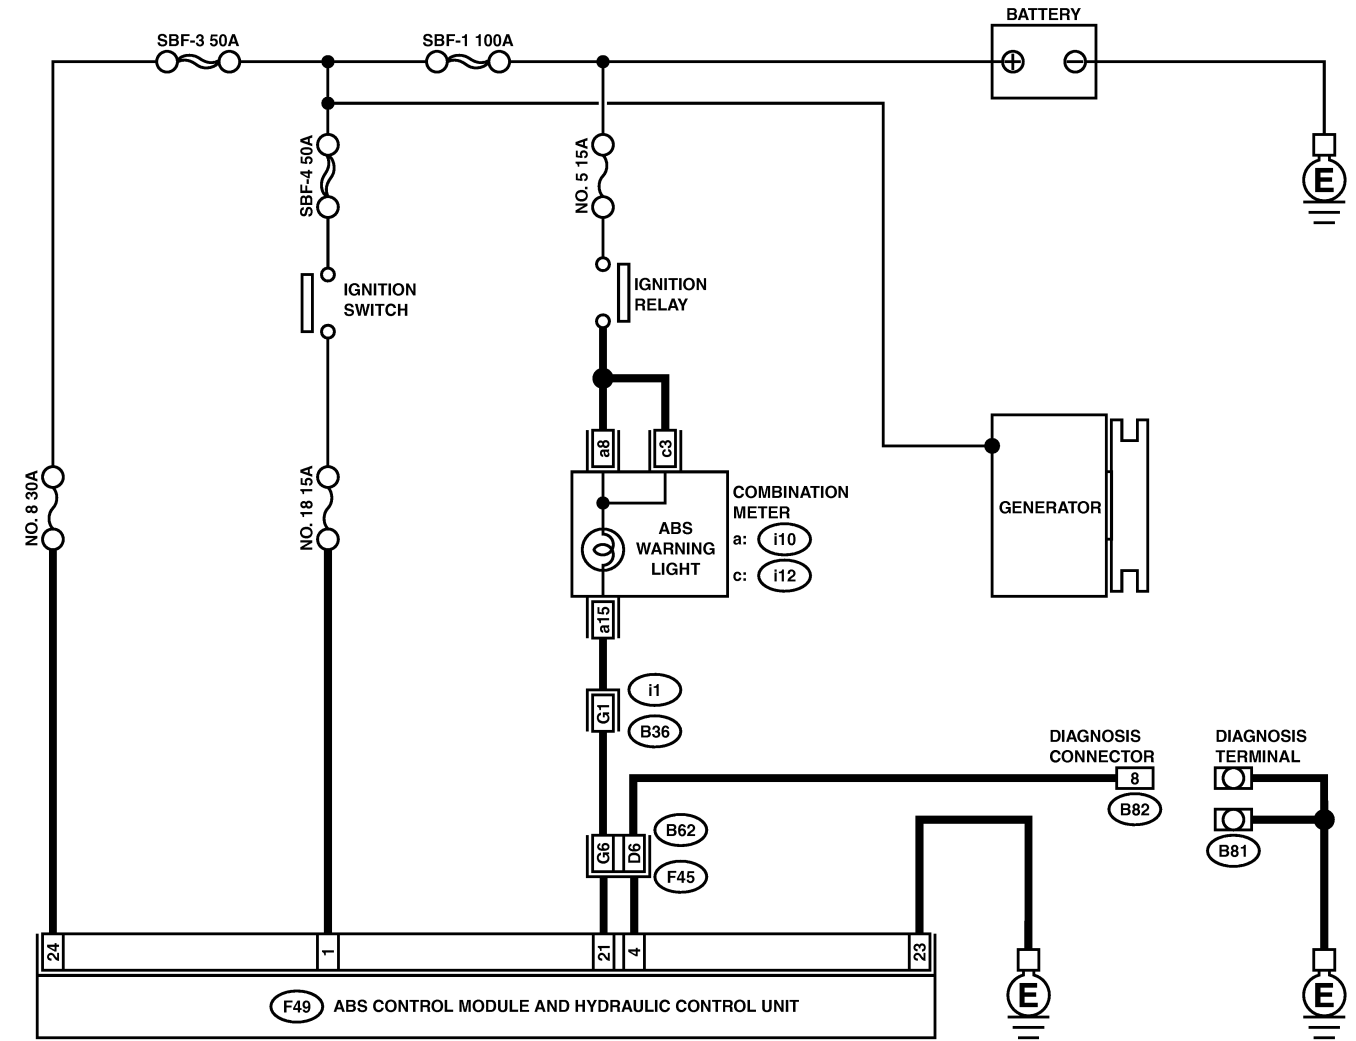 BATTERY
SBF-3 50A
SBF-1 100A
SBF-4 50A
NO. 5 15A
E
IGNITION
SWITCH
IGNITION
RELAY
a8
c3
NO. 8 30A
NO. 18 15A
COMBINATION
METER
a: i10
c: i12
ABS
WARNING
LIGHT
GENERATOR
a15
G1
i1
B36
DIAGNOSIS
CONNECTOR
8
B82
DIAGNOSIS
TERMINAL
B81
G6
D6
B62
F45
24
1
21
4
23
E
E
F49 ABS CONTROL MODULE AND HYDRAULIC CONTROL UNIT